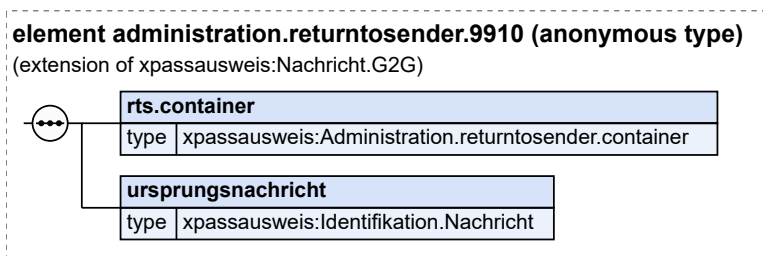 element administration.returntosender.9910 (anonymous type)
(extension of xpassausweis:Nachricht.G2G)
rts.container
type xpassausweis:Administration.returntosender.container
ursprungsnachricht
type xpassausweis:Identifikation.Nachricht